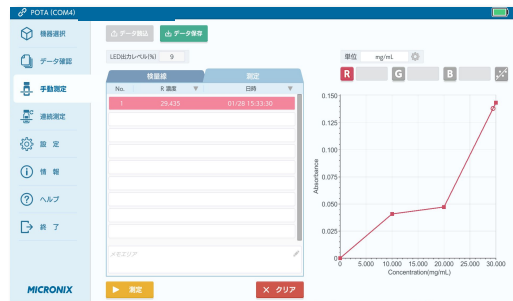 POTA (COM4)
機器選択
データ確認
手動測定
連続測定
設 定
情 報
ヘルプ
終 了
MICRONIX
データ読込
データ保存
LED出力レベル(%) 9
検量線 測定
No. R 濃度 ▼ 日時 ▼
1 29.435 01/28 15:33:30
メモエリア
測定
クリア
単位 mg/mL
R G B
0.150
0.125
0.100
0.075
0.050
0.025
0
Absorbance
0 5.000 10.000 15.000 20.000 25.000 30.000
Concentration(mg/mL)